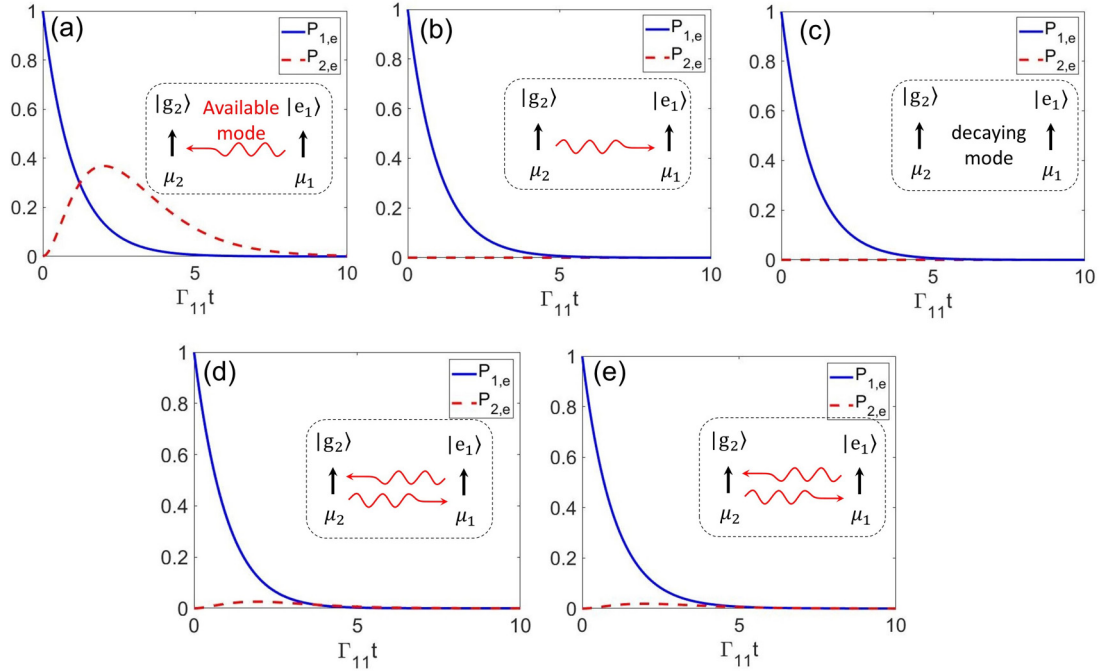 (a)
P1,e
P2,e
|g2⟩ Available |e1⟩
mode
μ2 μ1
1
0.8
0.6
0.4
0.2
0
0 5 10
Γ11t
(b)
P1,e
P2,e
|g2⟩ |e1⟩
μ2 μ1
1
0.8
0.6
0.4
0.2
0
0 5 10
Γ11t
(c)
P1,e
P2,e
|g2⟩ |e1⟩
decaying
mode
μ2 μ1
1
0.8
0.6
0.4
0.2
0
0 5 10
Γ11t
(d)
P1,e
P2,e
|g2⟩ |e1⟩
μ2 μ1
1
0.8
0.6
0.4
0.2
0
0 5 10
Γ11t
(e)
P1,e
P2,e
|g2⟩ |e1⟩
μ2 μ1
1
0.8
0.6
0.4
0.2
0
0 5 10
Γ11t